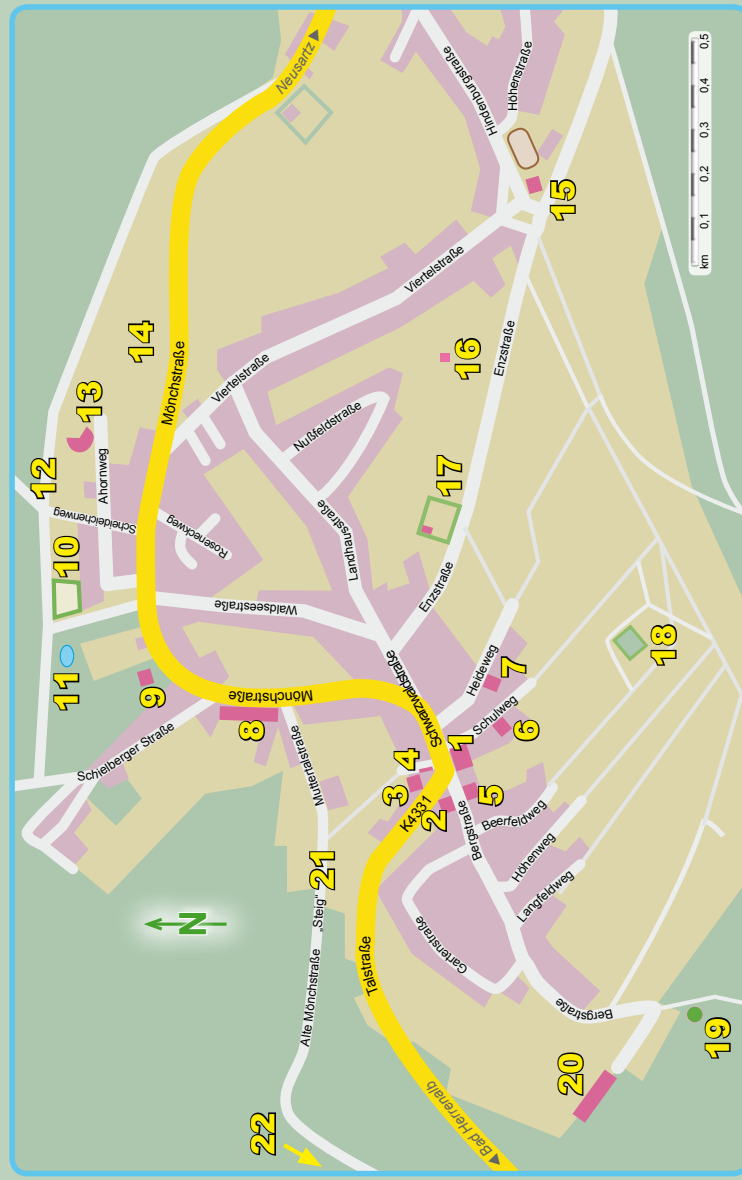 Neusatz
Hindenburgstraße
Höhenstraße
0,5
0,4
0,3
0,2
0,1
km
15
14
Mönchstraße
Viertelstraße
Viertelstraße
Enzstraße
16
13
12
Ahornweg
Scheideichenweg
Roseneckweg
Nußfeldstraße
Landhausstraße
17
10
11
Waldseestraße
Enzstraße
18
9
8
Mönchstraße
Schwarzwaldstraße
Heideweg
7
Schulweg
6
1
4
3
2
5
K4331
Schielberger Straße
Muttertalstraße
Bergstraße
Beerfeldweg
Höhenweg
Langfeldweg
21
Alte Mönchstraße „Steig“
N
Gartenstraße
Talstraße
Bergstraße
19
20
22
Bad Herrenalb